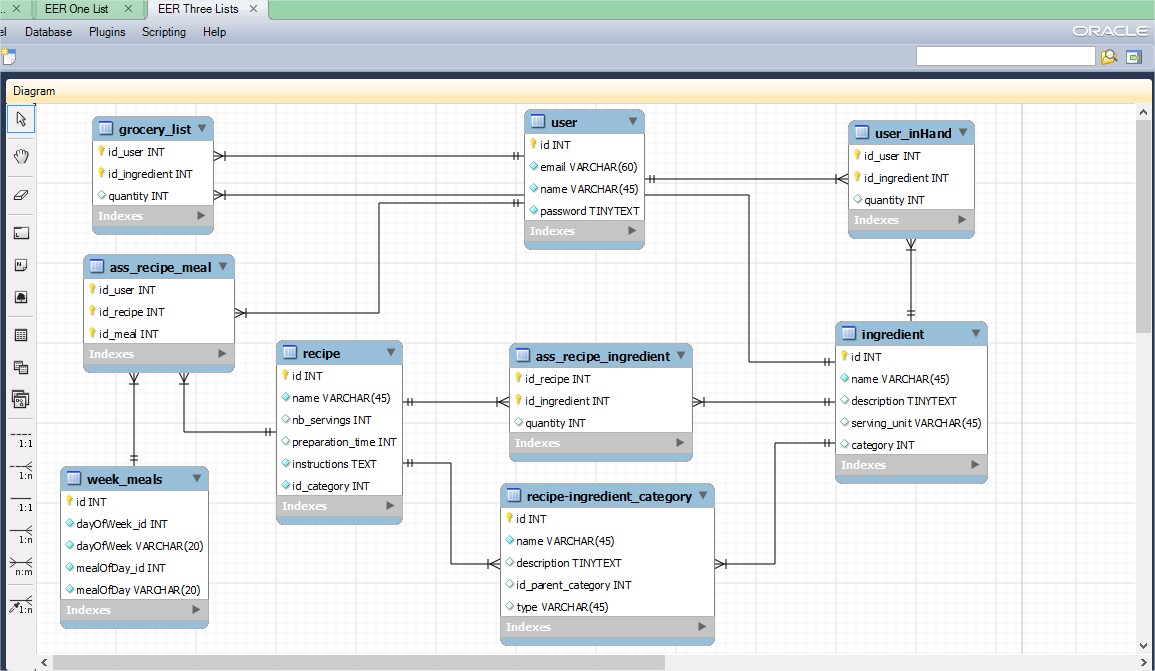 EER One List
EER Three Lists
Database Plugins Scripting Help
ORACLE
Diagram
grocery_list
id_user INT
id_ingredient INT
quantity INT
Indexes
user
id INT
email VARCHAR(60)
name VARCHAR(45)
password TINYTEXT
Indexes
user_inHand
id_user INT
id_ingredient INT
quantity INT
Indexes
ass_recipe_meal
id_user INT
id_recipe INT
id_meal INT
Indexes
recipe
id INT
name VARCHAR(45)
nb_servings INT
preparation_time INT
instructions TEXT
id_category INT
Indexes
ass_recipe_ingredient
id_recipe INT
id_ingredient INT
quantity INT
Indexes
ingredient
id INT
name VARCHAR(45)
description TINYTEXT
serving_unit VARCHAR(45)
category INT
Indexes
week_meals
id INT
dayOfWeek_id INT
dayOfWeek VARCHAR(20)
mealOfDay_id INT
mealOfDay VARCHAR(20)
Indexes
recipe-ingredient_category
id INT
name VARCHAR(45)
description TINYTEXT
id_parent_category INT
type VARCHAR(45)
Indexes
1:1
1:n
1:1
1:n
n:m
1:n